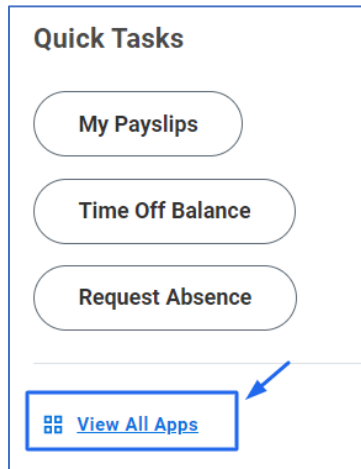 Quick Tasks
My Payslips
Time Off Balance
Request Absence
View All Apps